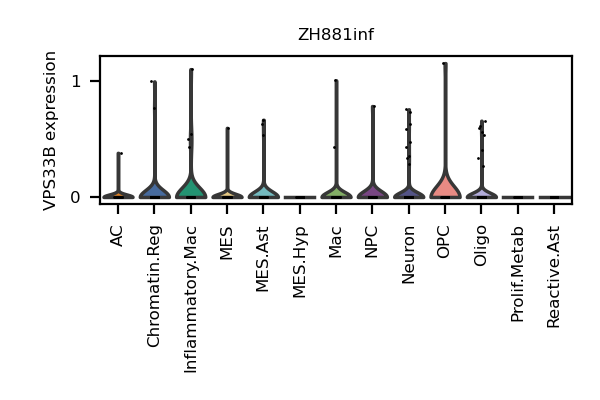 ZH881inf
VPS33B expression
1
0
AC
Chromatin.Reg
Inflammatory.Mac
MES
MES.Ast
MES.Hyp
Mac
NPC
Neuron
OPC
Oligo
Prolif.Metab
Reactive.Ast